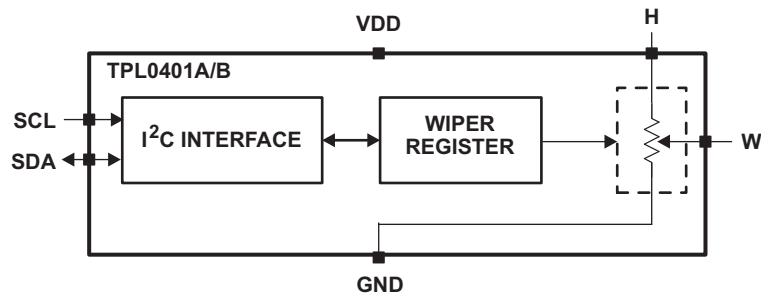 VDD
H
TPL0401A/B
SCL
SDA
I²C INTERFACE
WIPER
REGISTER
W
GND